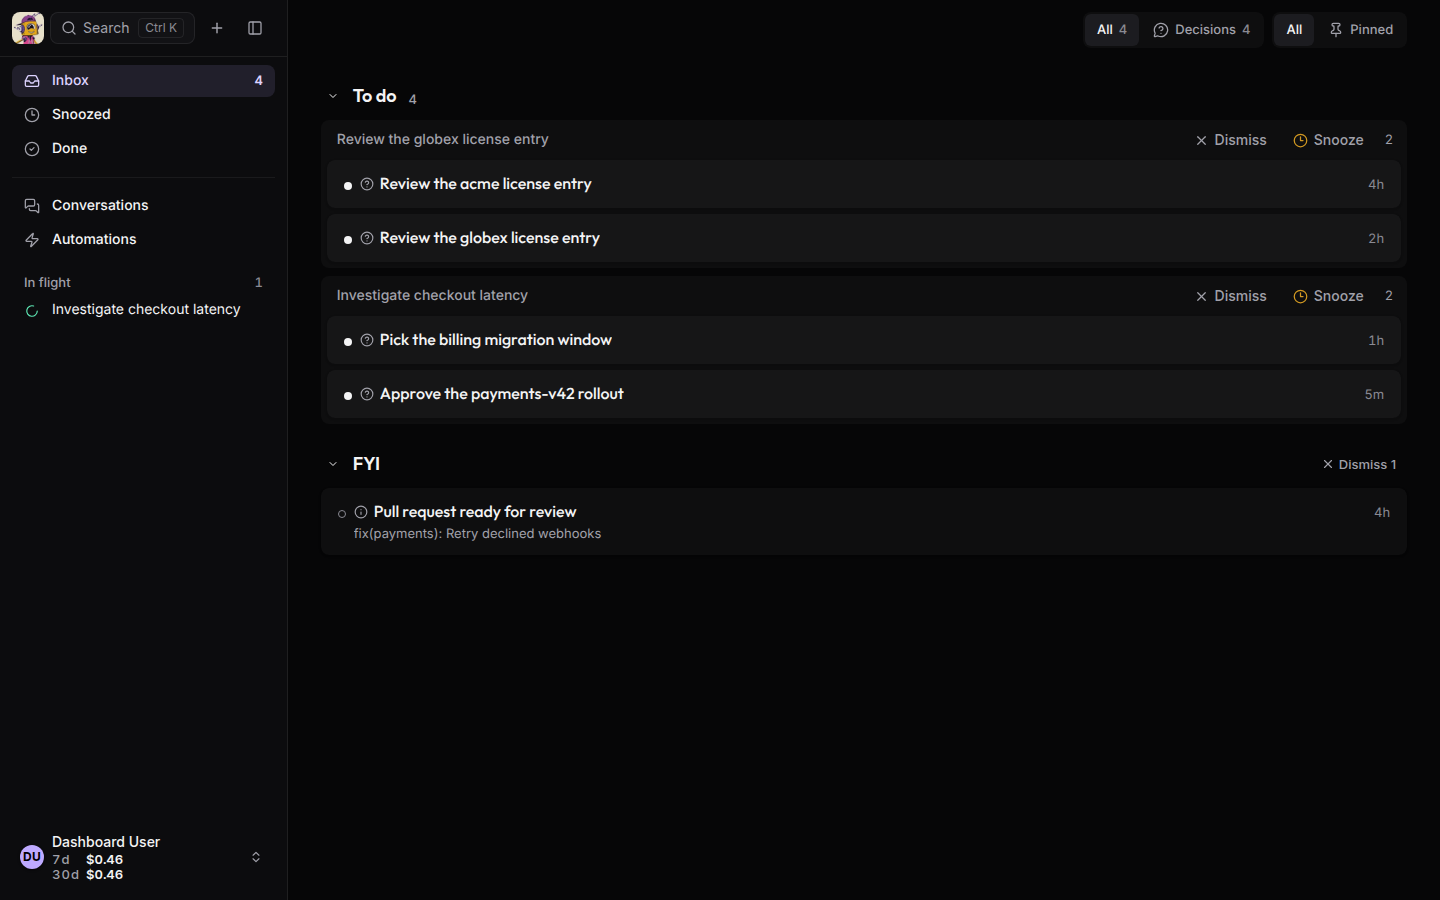 Search Ctrl K
Inbox 4
Snoozed
Done
Conversations
Automations
In flight 1
Investigate checkout latency
DU
Dashboard User
7d $0.46
30d $0.46
All 4 Decisions 4 All Pinned
To do 4
Review the globex license entry Dismiss Snooze 2
Review the acme license entry 4h
Review the globex license entry 2h
Investigate checkout latency Dismiss Snooze 2
Pick the billing migration window 1h
Approve the payments-v42 rollout 5m
FYI Dismiss 1
Pull request ready for review 4h
fix(payments): Retry declined webhooks